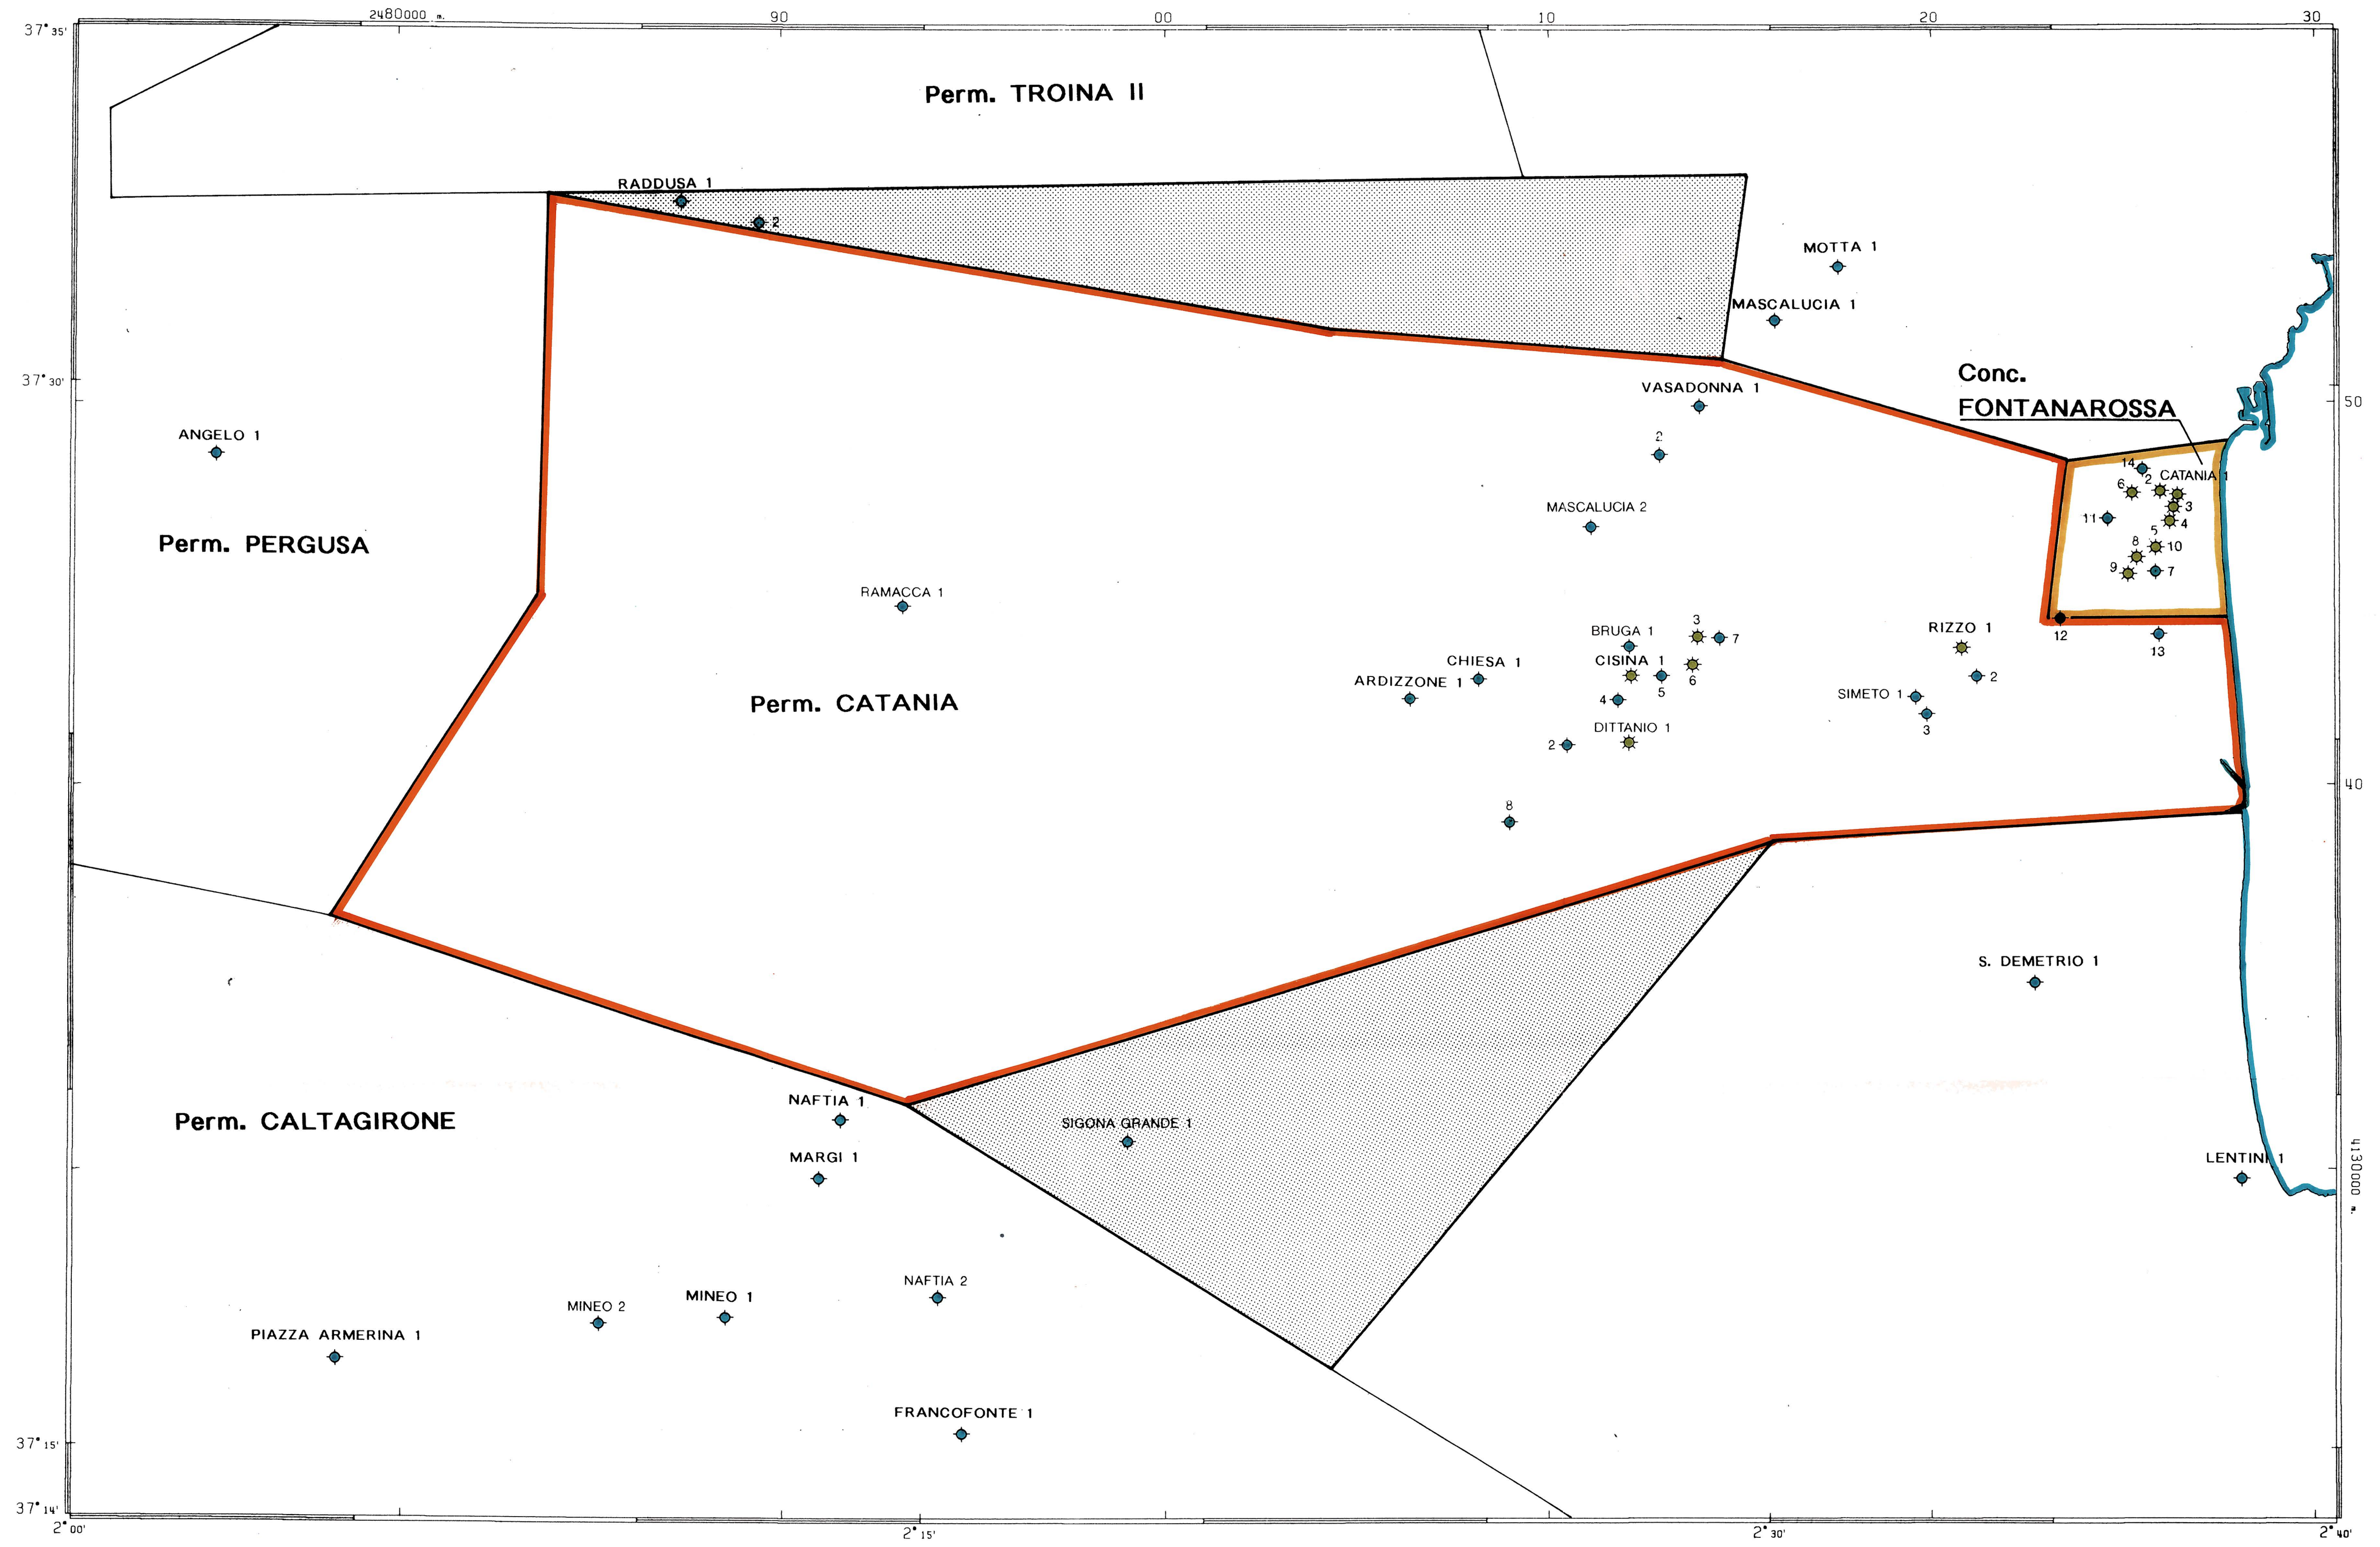 2480000 m.
90
00
10
20
30
37°35'
Perm. TROINA II
RADDUSA 1
2
MOTTA 1
MASCALUCIA 1
37°30'
Conc.
FONTANAROSSA
VASADONNA 1
50
2
ANGELO 1
14
CATANIA 1
2
6
3
MASCALUCIA 2
11
4
5
Perm. PERGUSA
8
10
9
7
RAMACCA 1
3
BRUGA 1
7
RIZZO 1
12
13
CHIESA 1
CISINA 1
6
ARDIZZONE 1
5
2
SIMETO 1
4
Perm. CATANIA
DITTANIO 1
3
2
40
8
S. DEMETRIO 1
NAFTIA 1
Perm. CALTAGIRONE
SIGONA GRANDE 1
MARGI 1
LENTINI 1
4130000 m.
NAFTIA 2
MINEO 1
MINEO 2
PIAZZA ARMERINA 1
FRANCOFONTE 1
37°15'
37°14'
2°00'
2°15'
2°30'
2°40'